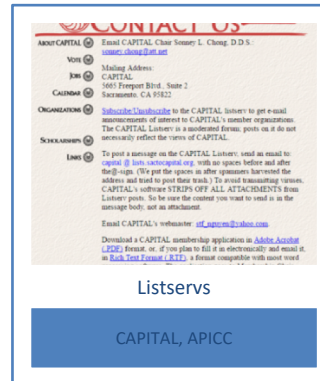 CONTACT US
ABOUT CAPITAL
VOTE
JOBS
CALENDAR
ORGANIZATIONS
SCHOLARSHIPS
LINKS
Email CAPITAL Chair Sonney L. Chong, D.D.S.:
sonney.chong@att.net
Mailing Address:
CAPITAL
5665 Freeport Blvd., Suite 2
Sacramento, CA 95822
Subscribe/Unsubscribe to the CAPITAL listserv to get e-mail
announcements of interest to CAPITAL's member organizations.
The CAPITAL Listserv is a moderated forum; posts on it do not
necessarily reflect the views of CAPITAL.
To post a message on the CAPITAL Listserv, send an email to:
capital @ lists.sactocapital.org, with no spaces before and after
the@-sign. (We put the spaces in after spammers harvested the
address and tried to post their trash.) To avoid transmitting viruses,
CAPITAL's software STRIPS OFF ALL ATTACHMENTS from
Listserv posts. So be sure the content you want to send is in the
message body, not an attachment.
Email CAPITAL's webmaster: stf_nguyen@yahoo.com.
Download a CAPITAL membership application in Adobe Acrobat
(.PDF) format, or, if you plan to fill it in electronically and email it,
in Rich Text Format (.RTF), a format compatible with most word
Listservs
CAPITAL, APICC